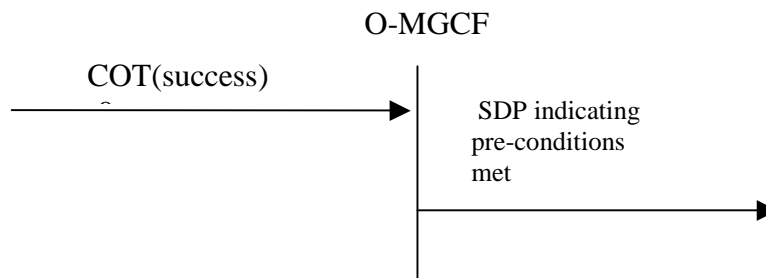 O-MGCF
COT(success)
SDP indicating
pre-conditions
met